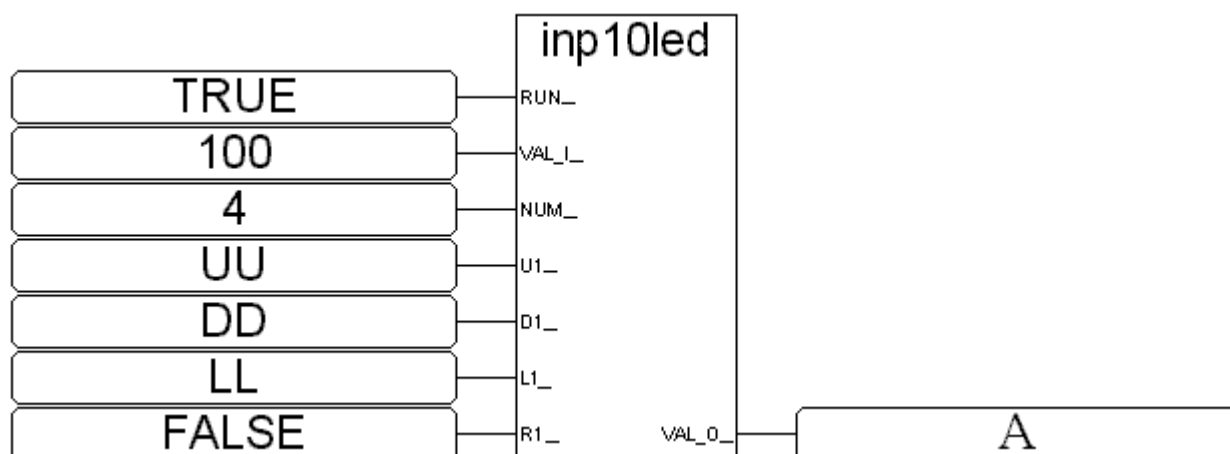 inp10led
TRUE RUN_
100 VAL_I_
4 NUM_
UU U1_
DD D1_
LL L1_
FALSE R1_ VAL_O_ A